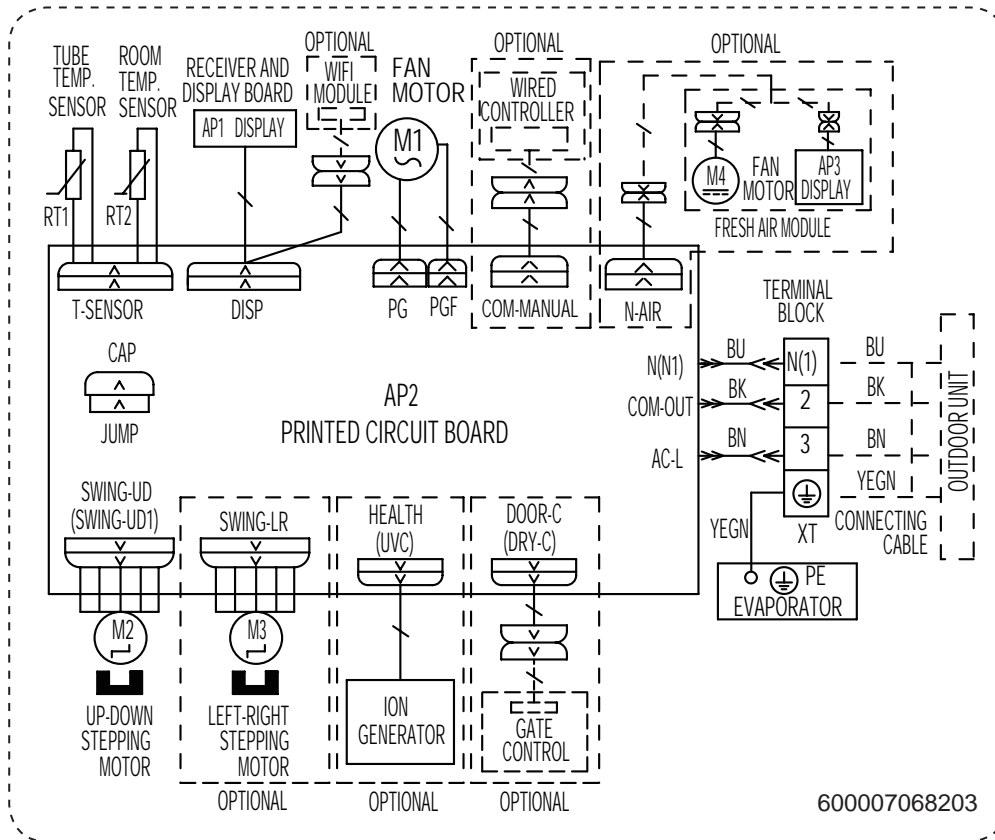 TUBE
TEMP.
SENSOR
ROOM
TEMP.
SENSOR
RECEIVER AND
DISPLAY BOARD
AP1 DISPLAY
OPTIONAL
WIFI
MODULE
FAN
MOTOR
M1
OPTIONAL
WIRED
CONTROLLER
OPTIONAL
M4
FAN
MOTOR
AP3
DISPLAY
FRESH AIR MODULE
RT1
RT2
T-SENSOR
DISP
PG
PGF
COM-MANUAL
N-AIR
TERMINAL
BLOCK
CAP
JUMP
AP2
PRINTED CIRCUIT BOARD
N(N1)
BU
N(1)
BU
COM-OUT
BK
2
BK
AC-L
BN
3
BN
YEGN
YEGN
XT
CONNECTING
CABLE
OUTDOOR UNIT
PE
EVAPORATOR
SWING-UD
(SWING-UD1)
SWING-LR
HEALTH
(UVC)
DOOR-C
(DRY-C)
M2
M3
UP-DOWN
STEPPING
MOTOR
LEFT-RIGHT
STEPPING
MOTOR
ION
GENERATOR
GATE
CONTROL
OPTIONAL
OPTIONAL
OPTIONAL
600007068203